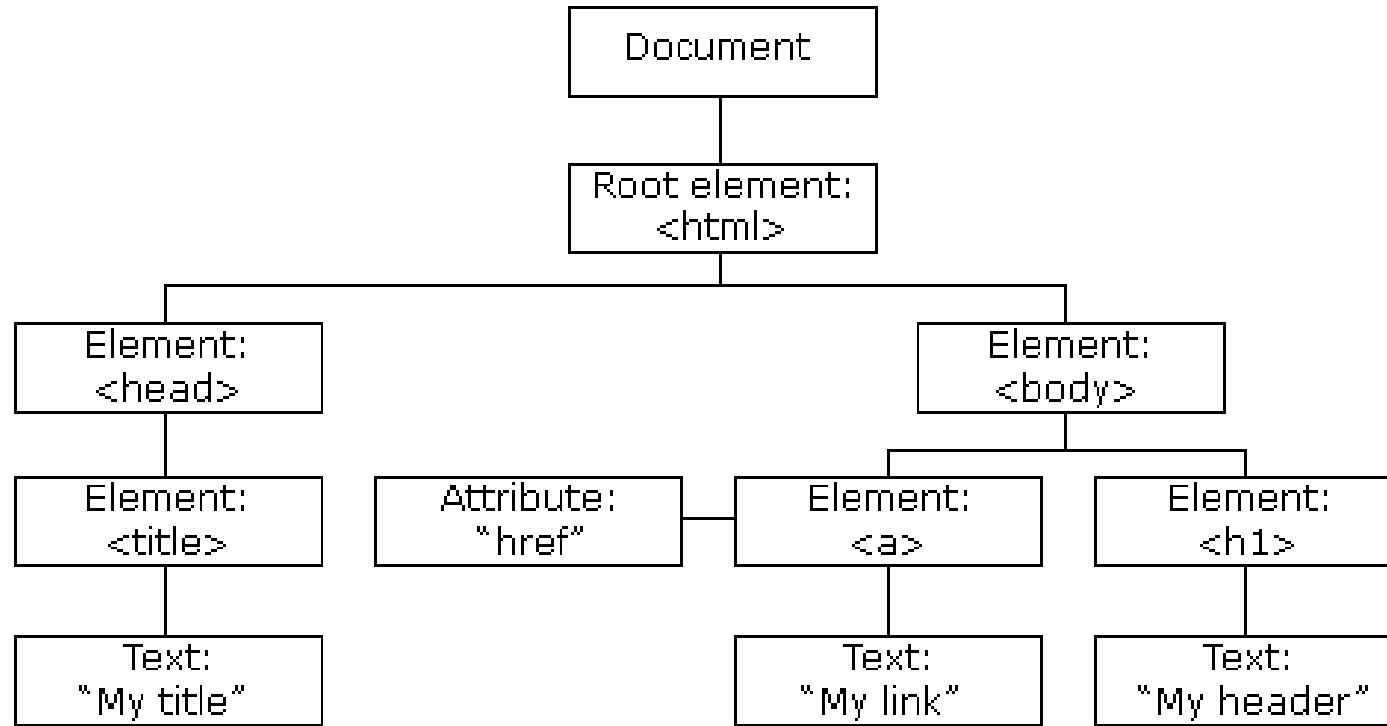 Document
Root element:
<html>
Element:
<head>
Element:
<body>
Element:
<title>
Attribute:
“href”
Element:
<a>
Element:
<h1>
Text:
“My title”
Text:
“My link”
Text:
“My header”